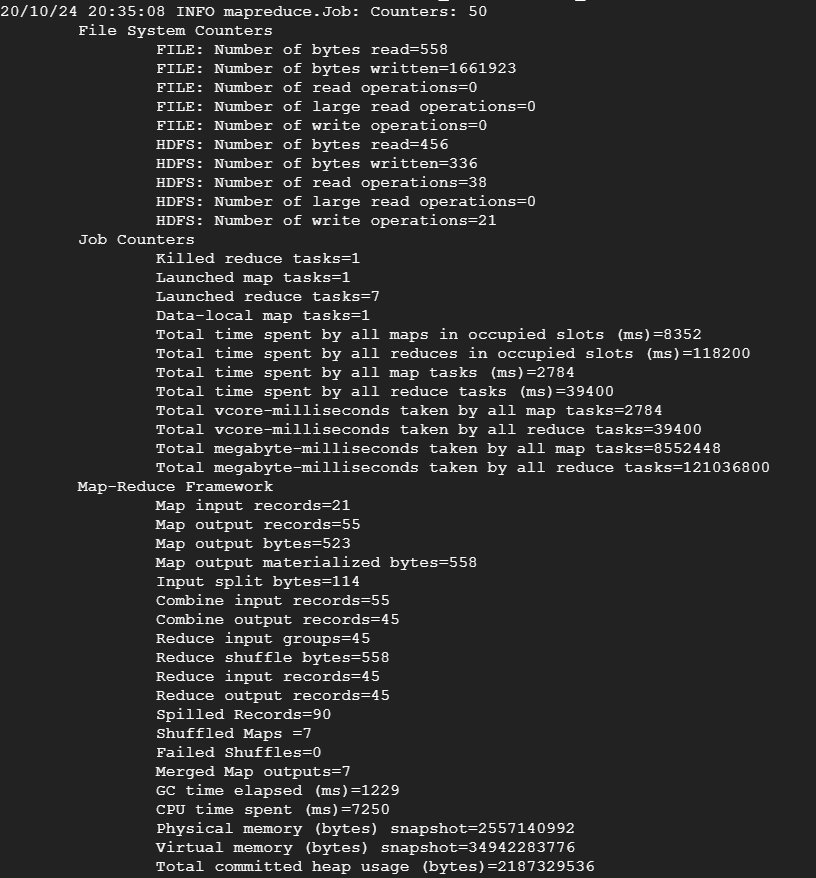 20/10/24 20:35:08 INFO mapreduce.Job: Counters: 50
File System Counters
FILE: Number of bytes read=558
FILE: Number of bytes written=1661923
FILE: Number of read operations=0
FILE: Number of large read operations=0
FILE: Number of write operations=0
HDFS: Number of bytes read=456
HDFS: Number of bytes written=336
HDFS: Number of read operations=38
HDFS: Number of large read operations=0
HDFS: Number of write operations=21
Job Counters
Killed reduce tasks=1
Launched map tasks=1
Launched reduce tasks=7
Data-local map tasks=1
Total time spent by all maps in occupied slots (ms)=8352
Total time spent by all reduces in occupied slots (ms)=118200
Total time spent by all map tasks (ms)=2784
Total time spent by all reduce tasks (ms)=39400
Total vcore-milliseconds taken by all map tasks=2784
Total vcore-milliseconds taken by all reduce tasks=39400
Total megabyte-milliseconds taken by all map tasks=8552448
Total megabyte-milliseconds taken by all reduce tasks=121036800
Map-Reduce Framework
Map input records=21
Map output records=55
Map output bytes=523
Map output materialized bytes=558
Input split bytes=114
Combine input records=55
Combine output records=45
Reduce input groups=45
Reduce shuffle bytes=558
Reduce input records=45
Reduce output records=45
Spilled Records=90
Shuffled Maps =7
Failed Shuffles=0
Merged Map outputs=7
GC time elapsed (ms)=1229
CPU time spent (ms)=7250
Physical memory (bytes) snapshot=2557140992
Virtual memory (bytes) snapshot=34942283776
Total committed heap usage (bytes)=2187329536